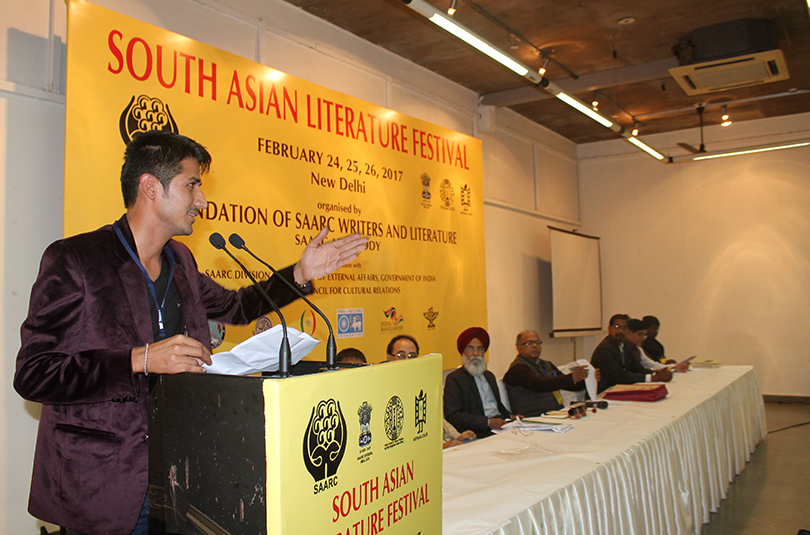 SOUTH ASIAN LITERATURE FESTIVAL
FEBRUARY 24, 25, 26, 2017
New Delhi
organised by
NDATION OF SAARC WRITERS AND LITERATURE
SAARC DIVISION
EXTERNAL AFFAIRS, GOVERNMENT OF INDIA
COUNCIL FOR CULTURAL RELATIONS
SAARC
SOUTH ASIAN
RATURE FESTIVAL